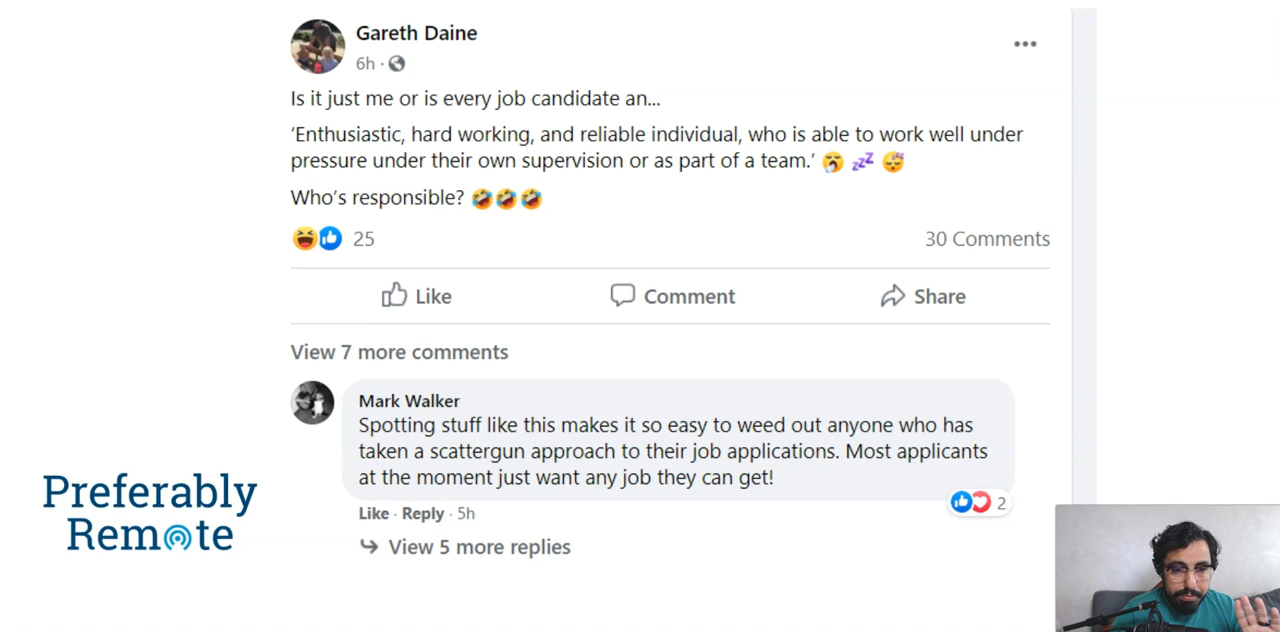 Gareth Daine
6h ·
Is it just me or is every job candidate an...
'Enthusiastic, hard working, and reliable individual, who is able to work well under
pressure under their own supervision or as part of a team.' 🥱 💤 😴
Who's responsible? 🤣🤣🤣
25
30 Comments
Like
Comment
Share
View 7 more comments
Mark Walker
Spotting stuff like this makes it so easy to weed out anyone who has
taken a scattergun approach to their job applications. Most applicants
at the moment just want any job they can get!
2
Like · Reply · 5h
View 5 more replies
Preferably
Remote